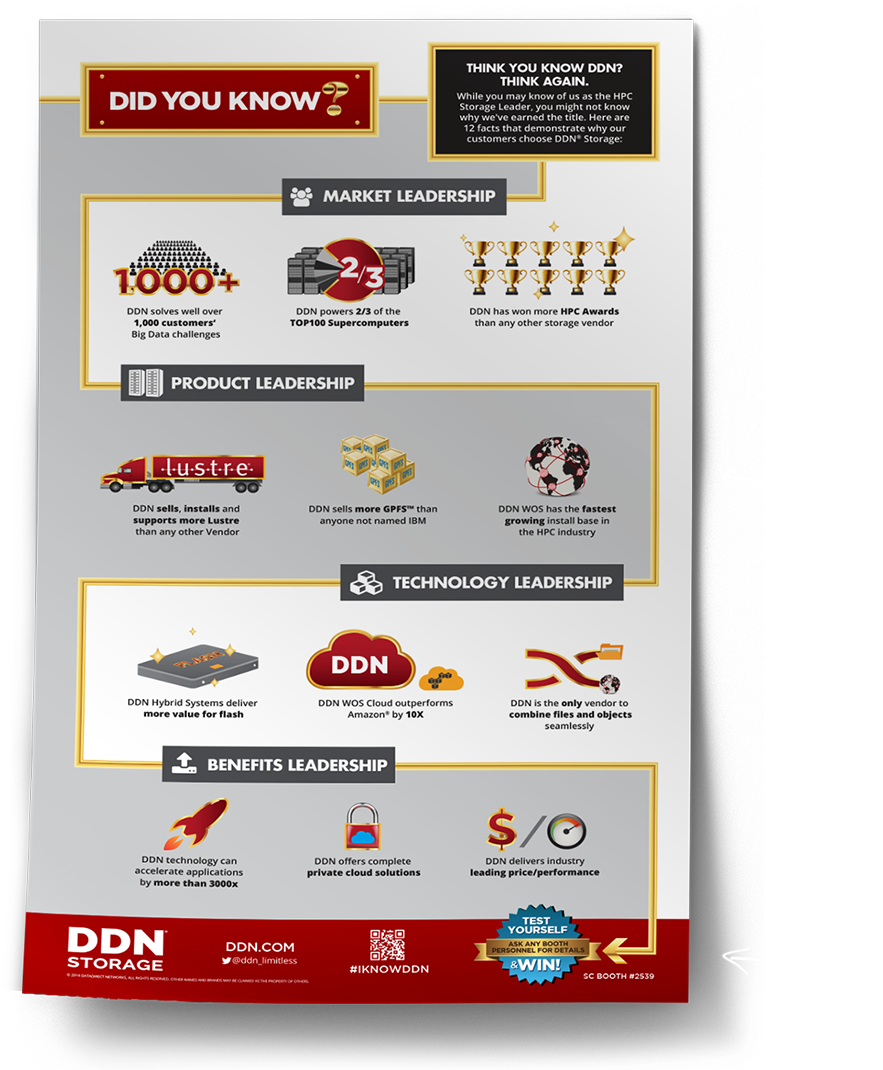 DID YOU KNOW?
THINK YOU KNOW DDN?
THINK AGAIN.
While you may know of us as the HPC
Storage Leader, you might not know
why we've earned the title. Here are
12 facts that demonstrate why our
customers choose DDN® Storage:
MARKET LEADERSHIP
1,000+
DDN solves well over
1,000 customers'
Big Data challenges
2/3
DDN powers 2/3 of the
TOP100 Supercomputers
DDN has won more HPC Awards
than any other storage vendor
PRODUCT LEADERSHIP
·l·u·s·t·r·e·
DDN sells, installs and
supports more Lustre
than any other Vendor
GPFS
DDN sells more GPFS™ than
anyone not named IBM
DDN WOS has the fastest
growing install base in
the HPC industry
TECHNOLOGY LEADERSHIP
FLASH
DDN Hybrid Systems deliver
more value for flash
DDN
DDN WOS Cloud outperforms
Amazon® by 10X
DDN is the only vendor to
combine files and objects
seamlessly
BENEFITS LEADERSHIP
DDN technology can
accelerate applications
by more than 3000x
DDN offers complete
private cloud solutions
$/
DDN delivers industry
leading price/performance
DDN
STORAGE
© 2014 DATADIRECT NETWORKS. ALL RIGHTS RESERVED. OTHER NAMES AND BRANDS MAY BE CLAIMED AS THE PROPERTY OF OTHERS.
DDN.COM
@ddn_limitless
#IKNOWDDN
TEST
YOURSELF
ASK ANY BOOTH
PERSONNEL FOR DETAILS
&WIN!
SC BOOTH #2539